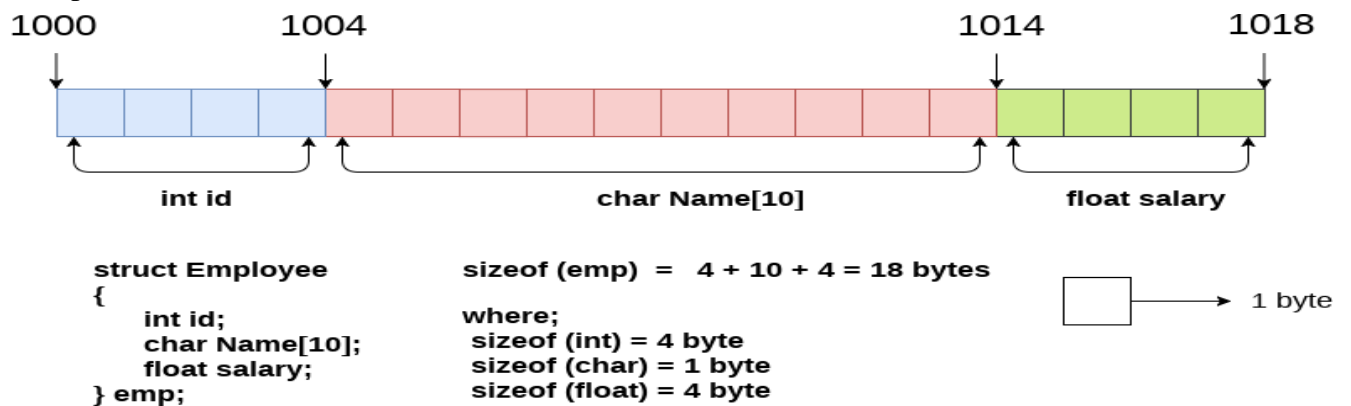 1000 1004 1014 1018
int id char Name[10] float salary
struct Employee
{
int id;
char Name[10];
float salary;
} emp;
sizeof (emp) = 4 + 10 + 4 = 18 bytes
where;
sizeof (int) = 4 byte
sizeof (char) = 1 byte
sizeof (float) = 4 byte
1 byte